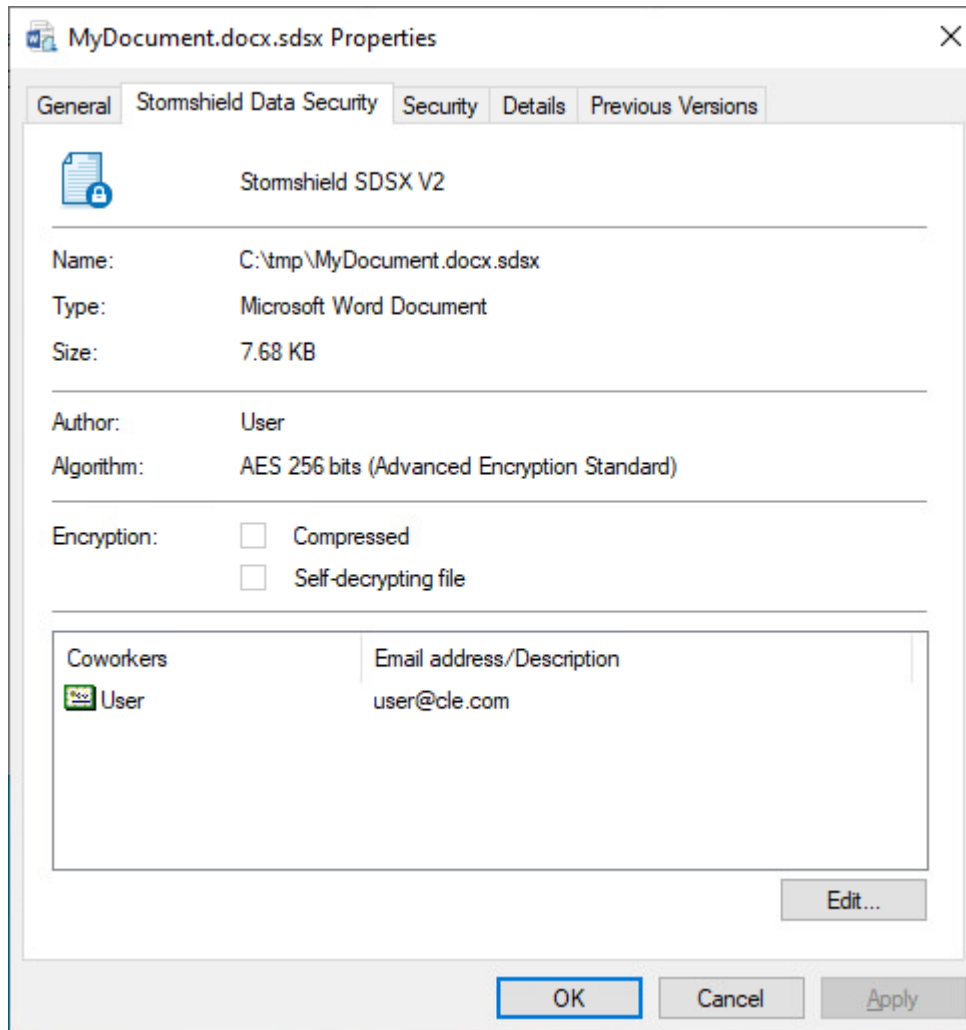 MyDocument.docx.sdsx Properties
General Stormshield Data Security Security Details Previous Versions
Stormshield SDSX V2
Name: C:\tmp\MyDocument.docx.sdsx
Type: Microsoft Word Document
Size: 7.68 KB
Author: User
Algorithm: AES 256 bits (Advanced Encryption Standard)
Encryption: Compressed
Self-decrypting file
Coworkers Email address/Description
User user@cle.com
Edit...
OK Cancel Apply